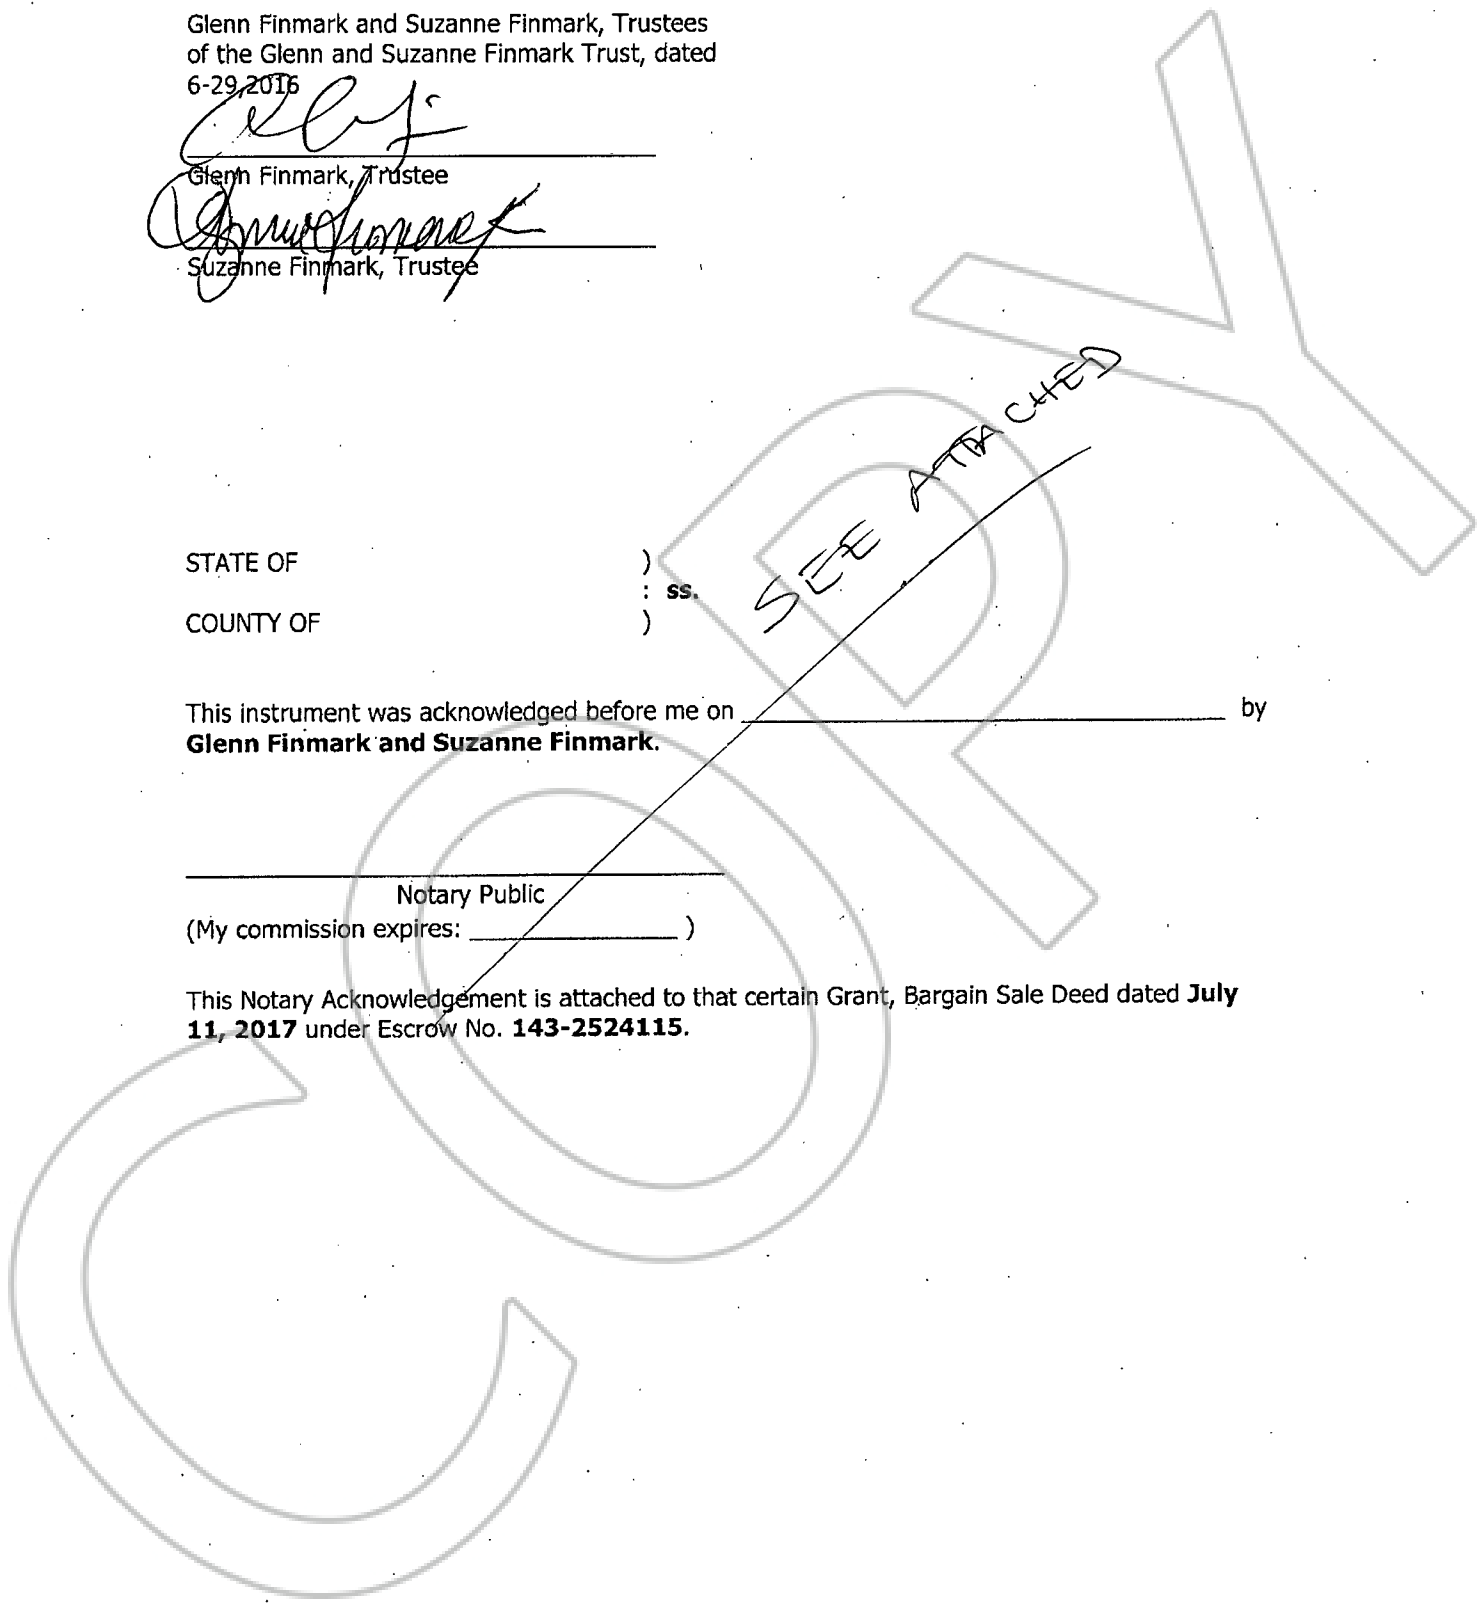 Glenn Finmark and Suzanne Finmark, Trustees
of the Glenn and Suzanne Finmark Trust, dated
6-29,2016
Glenn Finmark, Trustee
Suzanne Finmark, Trustee
SEE ATTACHED
STATE OF )
: ss.
COUNTY OF )
This instrument was acknowledged before me on ____________ by
Glenn Finmark and Suzanne Finmark.
Notary Public
(My commission expires: ____________ )
This Notary Acknowledgement is attached to that certain Grant, Bargain Sale Deed dated July
11, 2017 under Escrow No. 143-2524115.
COPY